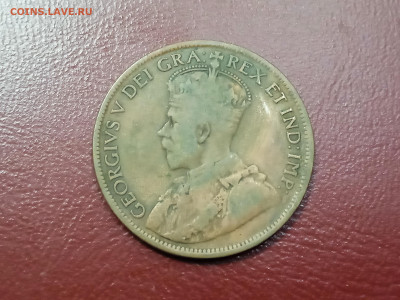 COINS.LAVE.RU
GEORGIVS V DEI GRA: REX ET IND: IMP: